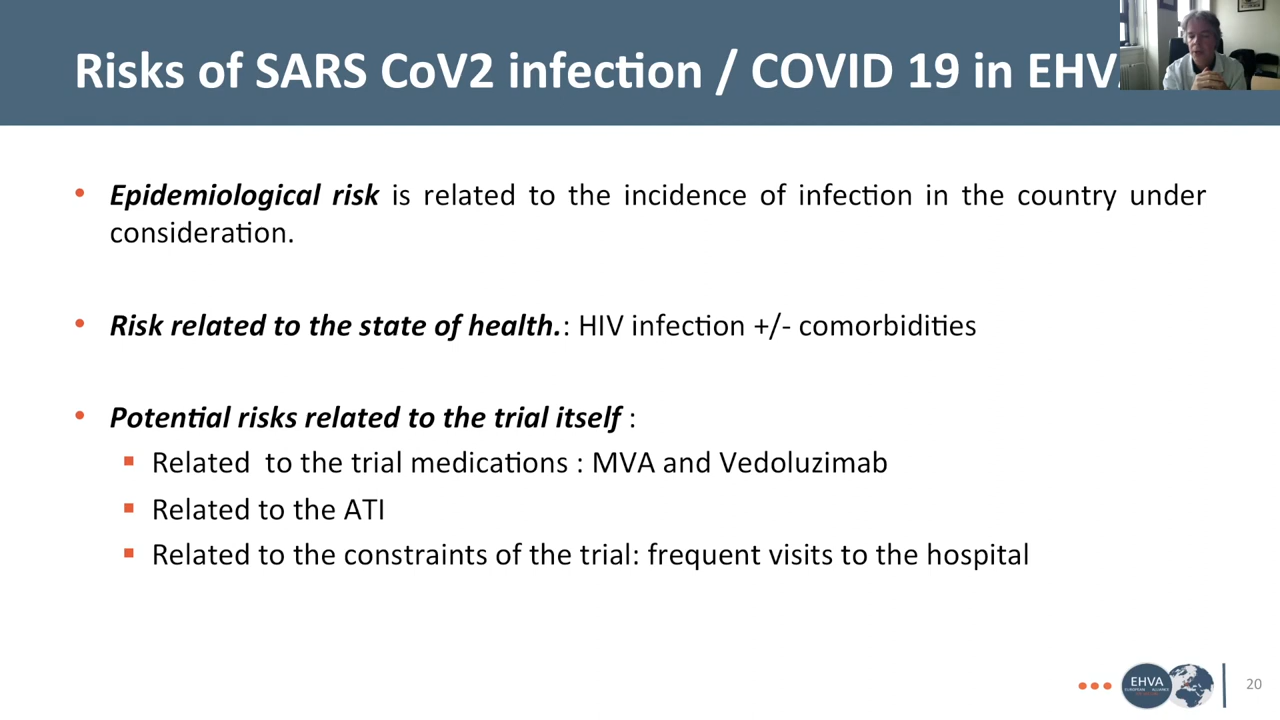 Risks of SARS CoV2 infection / COVID 19 in EHV
• Epidemiological risk is related to the incidence of infection in the country under
consideration.
• Risk related to the state of health.: HIV infection +/- comorbidities
• Potential risks related to the trial itself :
▪ Related to the trial medications : MVA and Vedoluzimab
▪ Related to the ATI
▪ Related to the constraints of the trial: frequent visits to the hospital
EHVA
EUROPEAN ALLIANCE
20